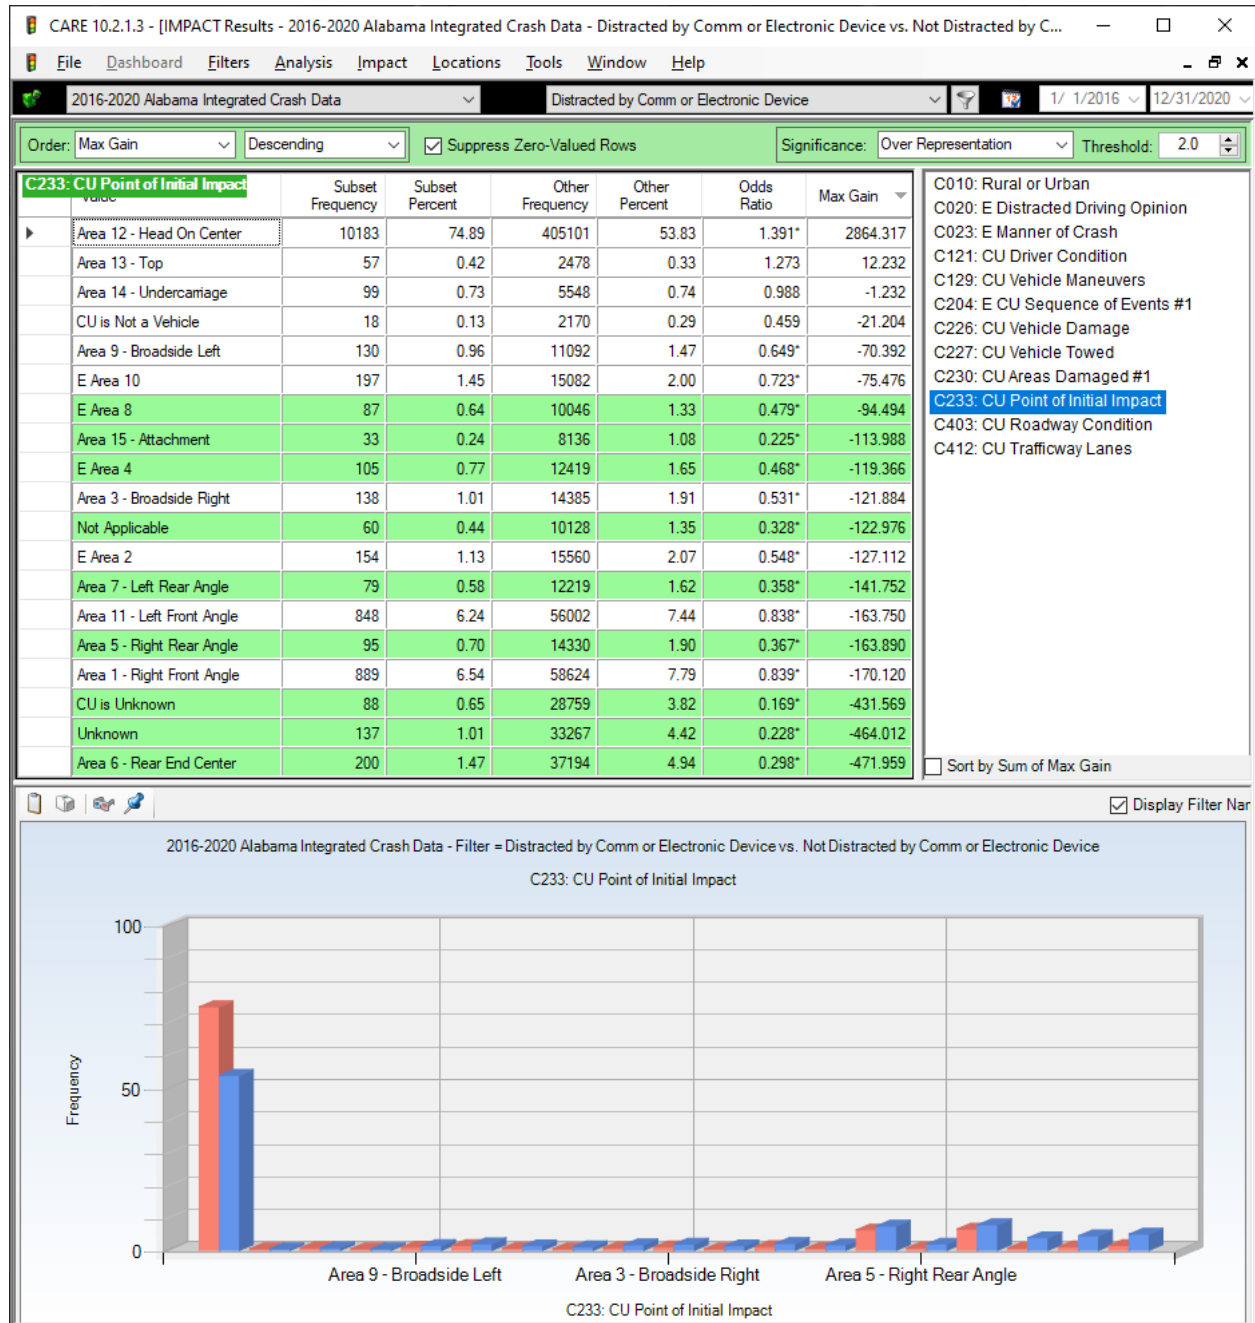 CARE 10.2.1.3 - [IMPACT Results - 2016-2020 Alabama Integrated Crash Data - Distracted by Comm or Electronic Device vs. Not Distracted by C...
File Dashboard Filters Analysis Impact Locations Tools Window Help
2016-2020 Alabama Integrated Crash Data Distracted by Comm or Electronic Device 1/ 1/2016 12/31/2020
Order: Max Gain Descending Suppress Zero-Valued Rows Significance: Over Representation Threshold: 2.0
C233: CU Point of Initial Impact
Subset Frequency Subset Percent Other Frequency Other Percent Odds Ratio Max Gain
Area 12 - Head On Center 10183 74.89 405101 53.83 1.391* 2864.317
Area 13 - Top 57 0.42 2478 0.33 1.273 12.232
Area 14 - Undercarriage 99 0.73 5548 0.74 0.988 -1.232
CU is Not a Vehicle 18 0.13 2170 0.29 0.459 -21.204
Area 9 - Broadside Left 130 0.96 11092 1.47 0.649* -70.392
E Area 10 197 1.45 15082 2.00 0.723* -75.476
E Area 8 87 0.64 10046 1.33 0.479* -94.494
Area 15 - Attachment 33 0.24 8136 1.08 0.225* -113.988
E Area 4 105 0.77 12419 1.65 0.468* -119.366
Area 3 - Broadside Right 138 1.01 14385 1.91 0.531* -121.884
Not Applicable 60 0.44 10128 1.35 0.328* -122.976
E Area 2 154 1.13 15560 2.07 0.548* -127.112
Area 7 - Left Rear Angle 79 0.58 12219 1.62 0.358* -141.752
Area 11 - Left Front Angle 848 6.24 56002 7.44 0.838* -163.750
Area 5 - Right Rear Angle 95 0.70 14330 1.90 0.367* -163.890
Area 1 - Right Front Angle 889 6.54 58624 7.79 0.839* -170.120
CU is Unknown 88 0.65 28759 3.82 0.169* -431.569
Unknown 137 1.01 33267 4.42 0.228* -464.012
Area 6 - Rear End Center 200 1.47 37194 4.94 0.298* -471.959
C010: Rural or Urban
C020: E Distracted Driving Opinion
C023: E Manner of Crash
C121: CU Driver Condition
C129: CU Vehicle Maneuvers
C204: E CU Sequence of Events #1
C226: CU Vehicle Damage
C227: CU Vehicle Towed
C230: CU Areas Damaged #1
C233: CU Point of Initial Impact
C403: CU Roadway Condition
C412: CU Trafficway Lanes
Sort by Sum of Max Gain
Display Filter Nar
2016-2020 Alabama Integrated Crash Data - Filter = Distracted by Comm or Electronic Device vs. Not Distracted by Comm or Electronic Device
C233: CU Point of Initial Impact
100
50
0
Frequency
Area 9 - Broadside Left Area 3 - Broadside Right Area 5 - Right Rear Angle
C233: CU Point of Initial Impact